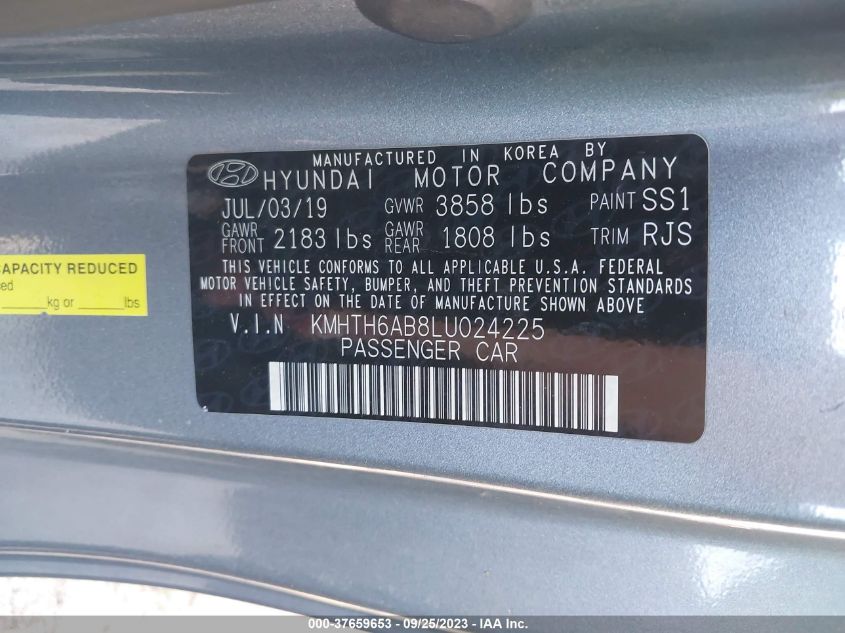 MANUFACTURED IN KOREA BY
HYUNDAI MOTOR COMPANY
JUL/03/19 GVWR 3858 lbs PAINT SS1
GAWR FRONT 2183 lbs GAWR REAR 1808 lbs TRIM RJS
THIS VEHICLE CONFORMS TO ALL APPLICABLE U.S.A. FEDERAL
MOTOR VEHICLE SAFETY, BUMPER, AND THEFT PREVENTION STANDARDS
IN EFFECT ON THE DATE OF MANUFACTURE SHOWN ABOVE
V.I.N KMHTH6AB8LU024225
PASSENGER CAR
CAPACITY REDUCED
kg or lbs
000-37659653 - 09/25/2023 - IAAI.com